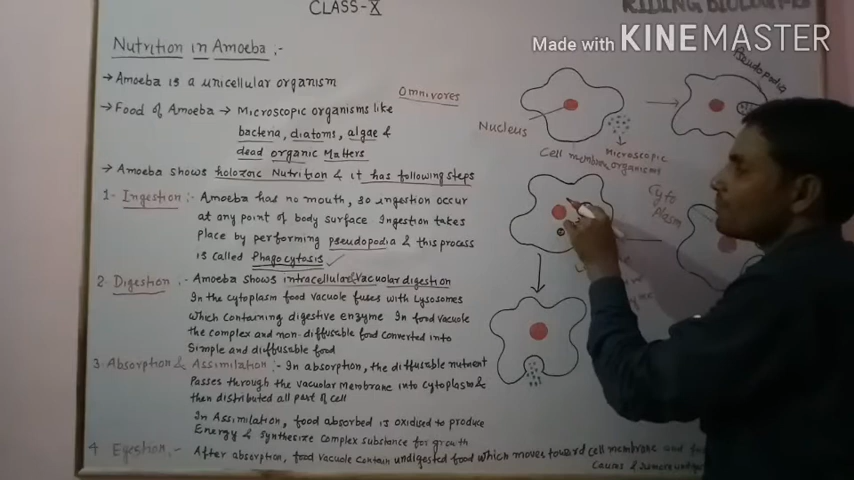 CLASS-X
RIDING BIOLOGY
Made with KINEMASTER
Nutrition in Amoeba :-
→ Amoeba is a unicellular organism
→ Food of Amoeba → Microscopic organisms like
bacteria, diatoms, algae &
dead organic Matters
Omnivores
→ Amoeba shows holozoic Nutrition & it has following steps
1- Ingestion :- Amoeba has no mouth, so ingestion occur
at any point of body surface Ingestion takes
Place by performing pseudopodia & this process
is called Phagocytosis
2- Digestion :- Amoeba shows intracellular/Vacuolar digestion
In the cytoplasm food vacuole fuses with Lysosomes
which containing digestive enzyme In food Vacuole
the complex and non-diffusable food converted into
Simple and diffusable food
3 Absorption & Assimilation :- In absorption, the diffusable nutrient
Passes through the vacuolar Membrane into cytoplasm &
then distributed all part of cell
In Assimilation, food absorbed is oxidised to produce
Energy & synthesize complex substance for growth
4 Egestion :- After absorption, food vacuole contain undigested food which moves toward cell membrane and
Causes
Pseudopodia
Nucleus
Cell membrane
Microscopic
organisms
Cyto
plasm